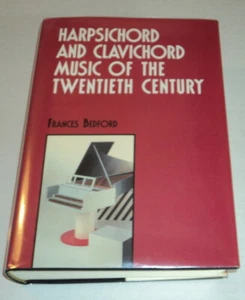 HARPSICHORD
AND CLAVICHORD
MUSIC OF THE
TWENTIETH CENTURY
FRANCES BEDFORD